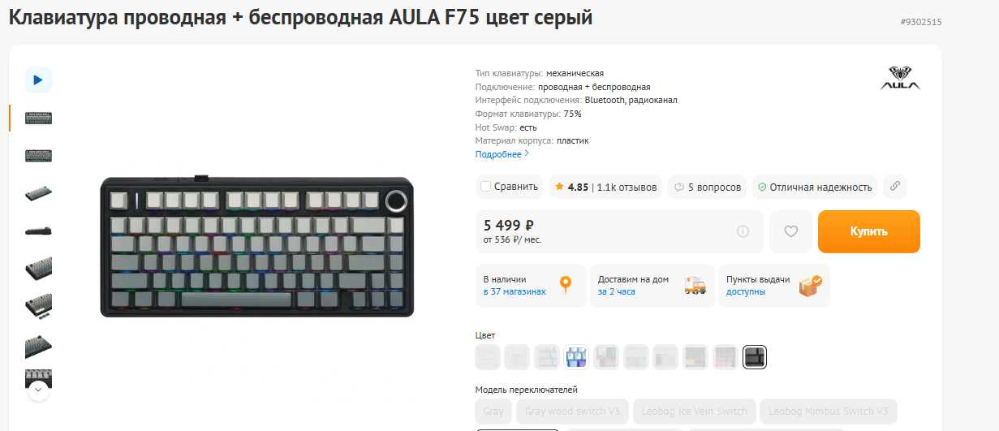 Клавиатура проводная + беспроводная AULA F75 цвет серый
#9302515
Тип клавиатуры: механическая
AULA
Подключение: проводная + беспроводная
Интерфейс подключения: Bluetooth, радиоканал
Формат клавиатуры: 75%
Hot Swap: есть
Материал корпуса: пластик
Подробнее
Сравнить
4.85 | 1.1k отзывов
5 вопросов
Отличная надежность
5 499 ₽
от 536 ₽/ мес.
Купить
В наличии
в 37 магазинах
Доставим на дом
за 2 часа
Пункты выдачи
доступны
Цвет
Модель переключателей
Gray
Gray wood switch V3
Leobog Ice Vein Switch
Leobog Nimbus Switch V3